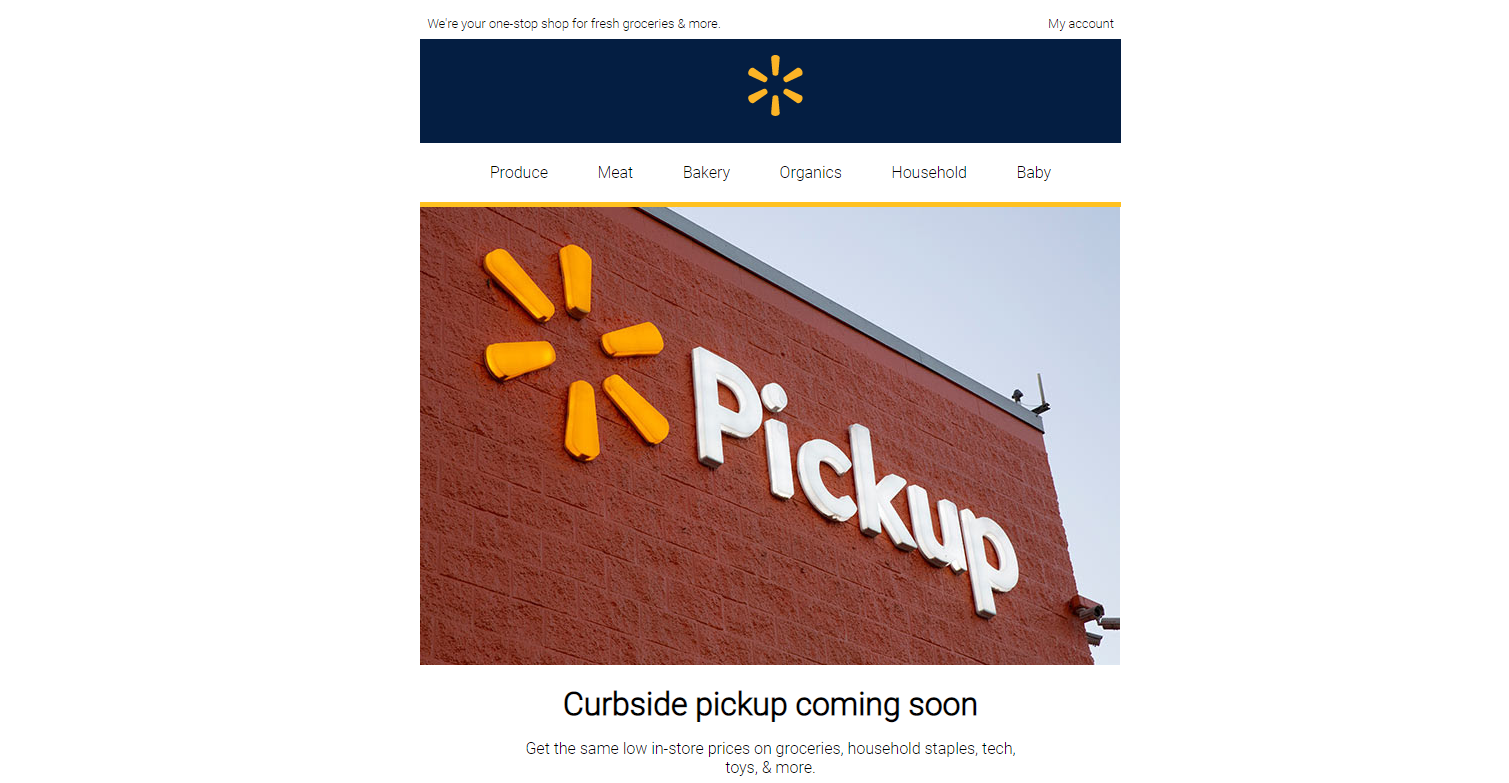 We're your one-stop shop for fresh groceries & more.
My account
Produce Meat Bakery Organics Household Baby
Pickup
Curbside pickup coming soon
Get the same low in-store prices on groceries, household staples, tech,
toys, & more.